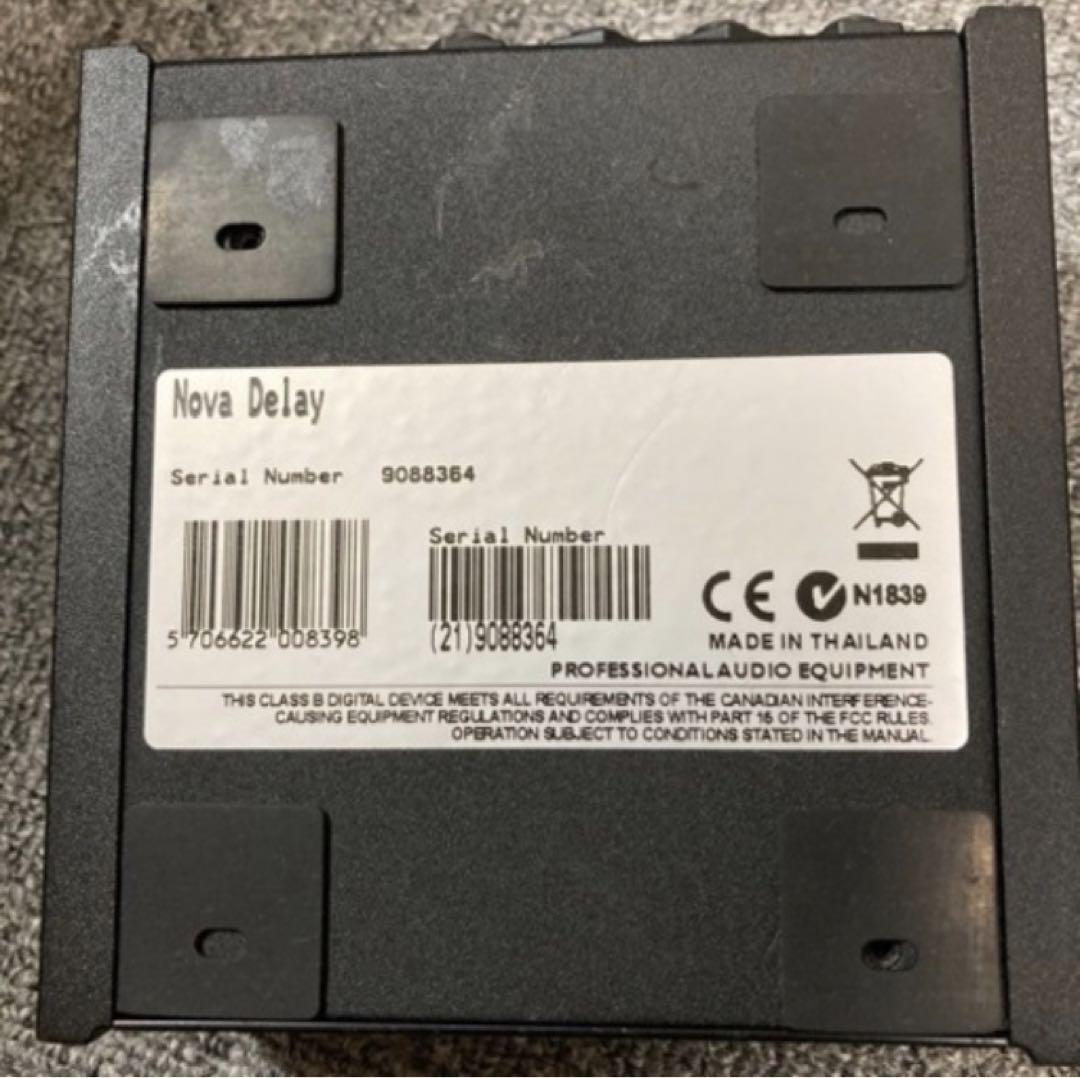 Nova Delay
Serial Number 9088364
Serial Number
5 706622 008398
(21)9088364
CE N1839
MADE IN THAILAND
PROFESSIONAL AUDIO EQUIPMENT
THIS CLASS B DIGITAL DEVICE MEETS ALL REQUIREMENTS OF THE CANADIAN INTERFERENCE-
CAUSING EQUIPMENT REGULATIONS AND COMPLIES WITH PART 15 OF THE FCC RULES.
OPERATION SUBJECT TO CONDITIONS STATED IN THE MANUAL.